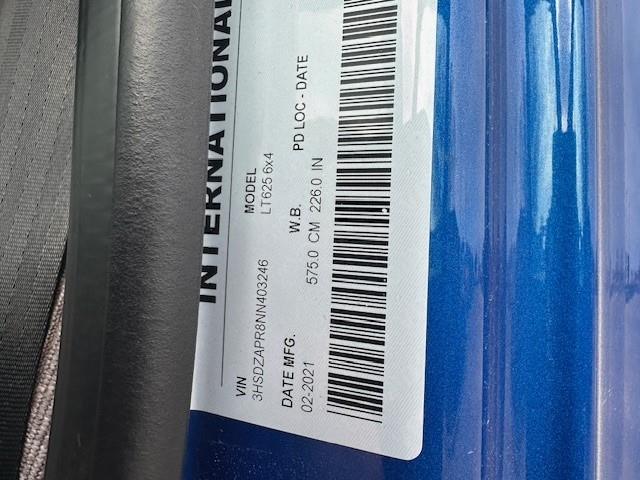 INTERNATIONAL
VIN MODEL
3HSDZAPR8NN403246 LT625 6x4
DATE MFG. W.B. PD LOC - DATE
02-2021 575.0 CM 226.0 IN